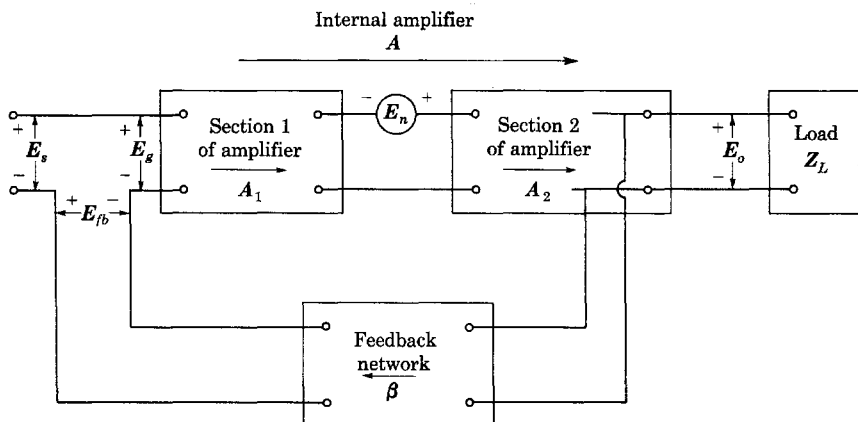 Internal amplifier
A
− E_n +
+ E_s −
+ E_g −
Section 1
of amplifier
A_1
Section 2
of amplifier
A_2
+ E_o −
Load
Z_L
+ −
E_fb
Feedback
network
β